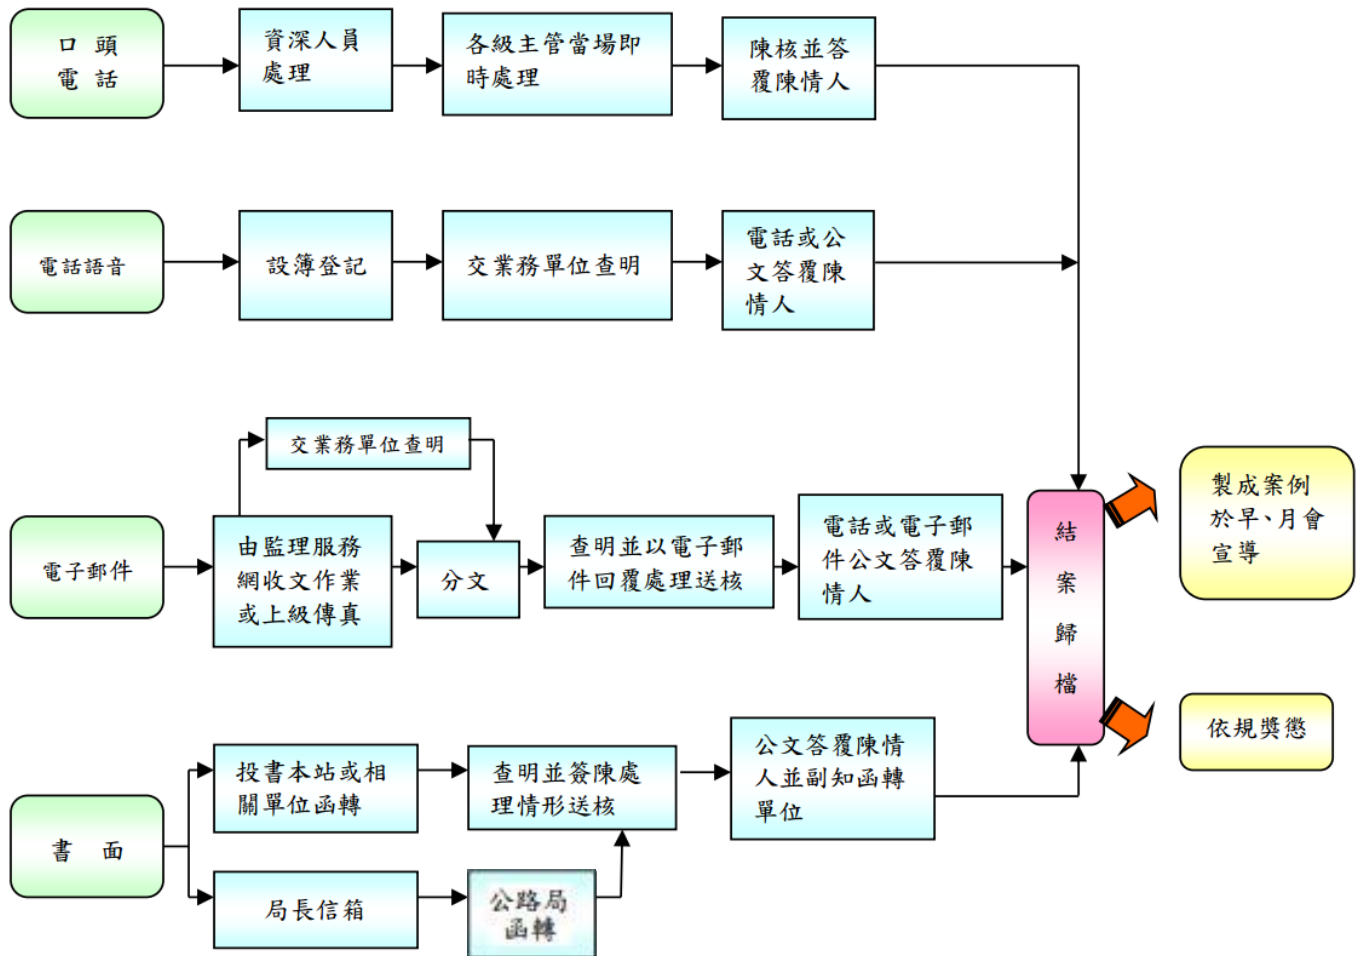 口 頭
電 話
資深人員
處理
各級主管當場即
時處理
陳核並答
覆陳情人
電話語音
設薄登記
交業務單位查明
電話或公
文答覆陳
情人
交業務單位查明
電子郵件
由監理服務
網收文作業
或上級傳真
分文
查明並以電子郵
件回覆處理送核
電話或電子郵
件公文答覆陳
情人
結
案
歸
檔
製成案例
於早、月會
宣導
依規獎懲
書 面
投書本站或相
關單位函轉
查明並簽陳處
理情形送核
公文答覆陳情
人並副知函轉
單位
局長信箱
公路局
函轉